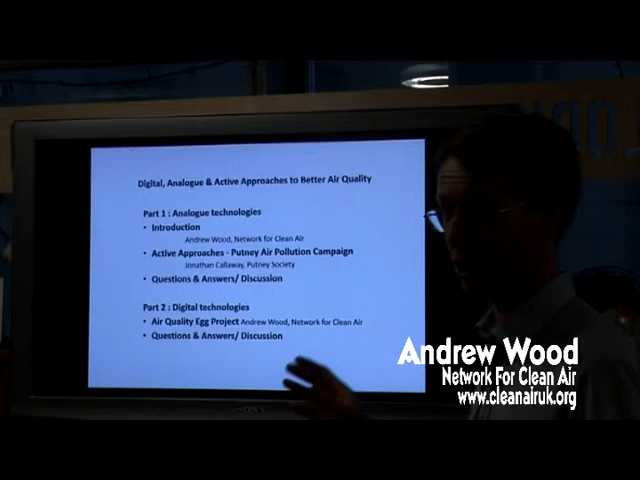 Digital, Analogue & Active Approaches to Better Air Quality
Part 1 : Analogue technologies
• Introduction
Andrew Wood, Network for Clean Air
• Active Approaches - Putney Air Pollution Campaign
Jonathan Callaway, Putney Society
• Questions & Answers/ Discussion
Part 2 : Digital technologies
• Air Quality Egg Project Andrew Wood, Network for Clean Air
• Questions & Answers/ Discussion
SONY
Andrew Wood
Network For Clean Air
www.cleanairuk.org